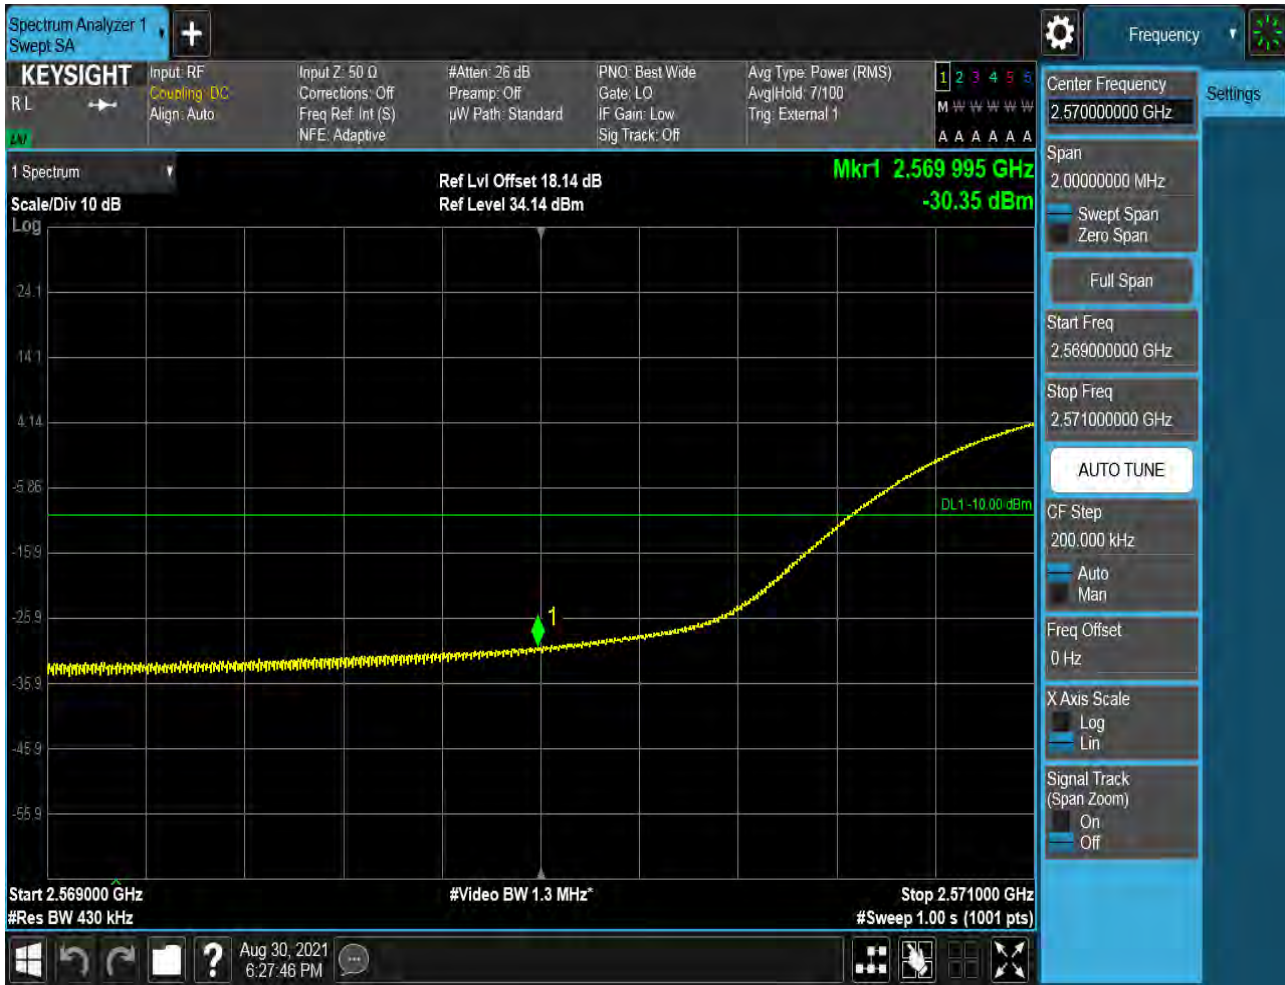 Spectrum Analyzer 1
Swept SA
+
Frequency
KEYSIGHT
R L
LXI
Input: RF
Coupling: DC
Align: Auto
Input Z: 50 Ω
Corrections: Off
Freq Ref: Int (S)
NFE: Adaptive
#Atten: 26 dB
Preamp: Off
µW Path: Standard
PNO: Best Wide
Gate: LO
IF Gain: Low
Sig Track: Off
Avg Type: Power (RMS)
Avg|Hold: 7/100
Trig: External 1
1 2 3 4 5 6
M W W W W W
A A A A A A
1 Spectrum
Scale/Div 10 dB
Log
Ref Lvl Offset 18.14 dB
Ref Level 34.14 dBm
Mkr1 2.569 995 GHz
-30.35 dBm
24.1
14.1
4.14
-5.86
-15.9
-25.9
-35.9
-45.9
-55.9
DL1 -10.00 dBm
1
Start 2.569000 GHz
#Res BW 430 kHz
#Video BW 1.3 MHz*
Stop 2.571000 GHz
#Sweep 1.00 s (1001 pts)
?
Aug 30, 2021
6:27:46 PM
Center Frequency
2.570000000 GHz
Settings
Span
2.00000000 MHz
Swept Span
Zero Span
Full Span
Start Freq
2.569000000 GHz
Stop Freq
2.571000000 GHz
AUTO TUNE
CF Step
200.000 kHz
Auto
Man
Freq Offset
0 Hz
X Axis Scale
Log
Lin
Signal Track
(Span Zoom)
On
Off